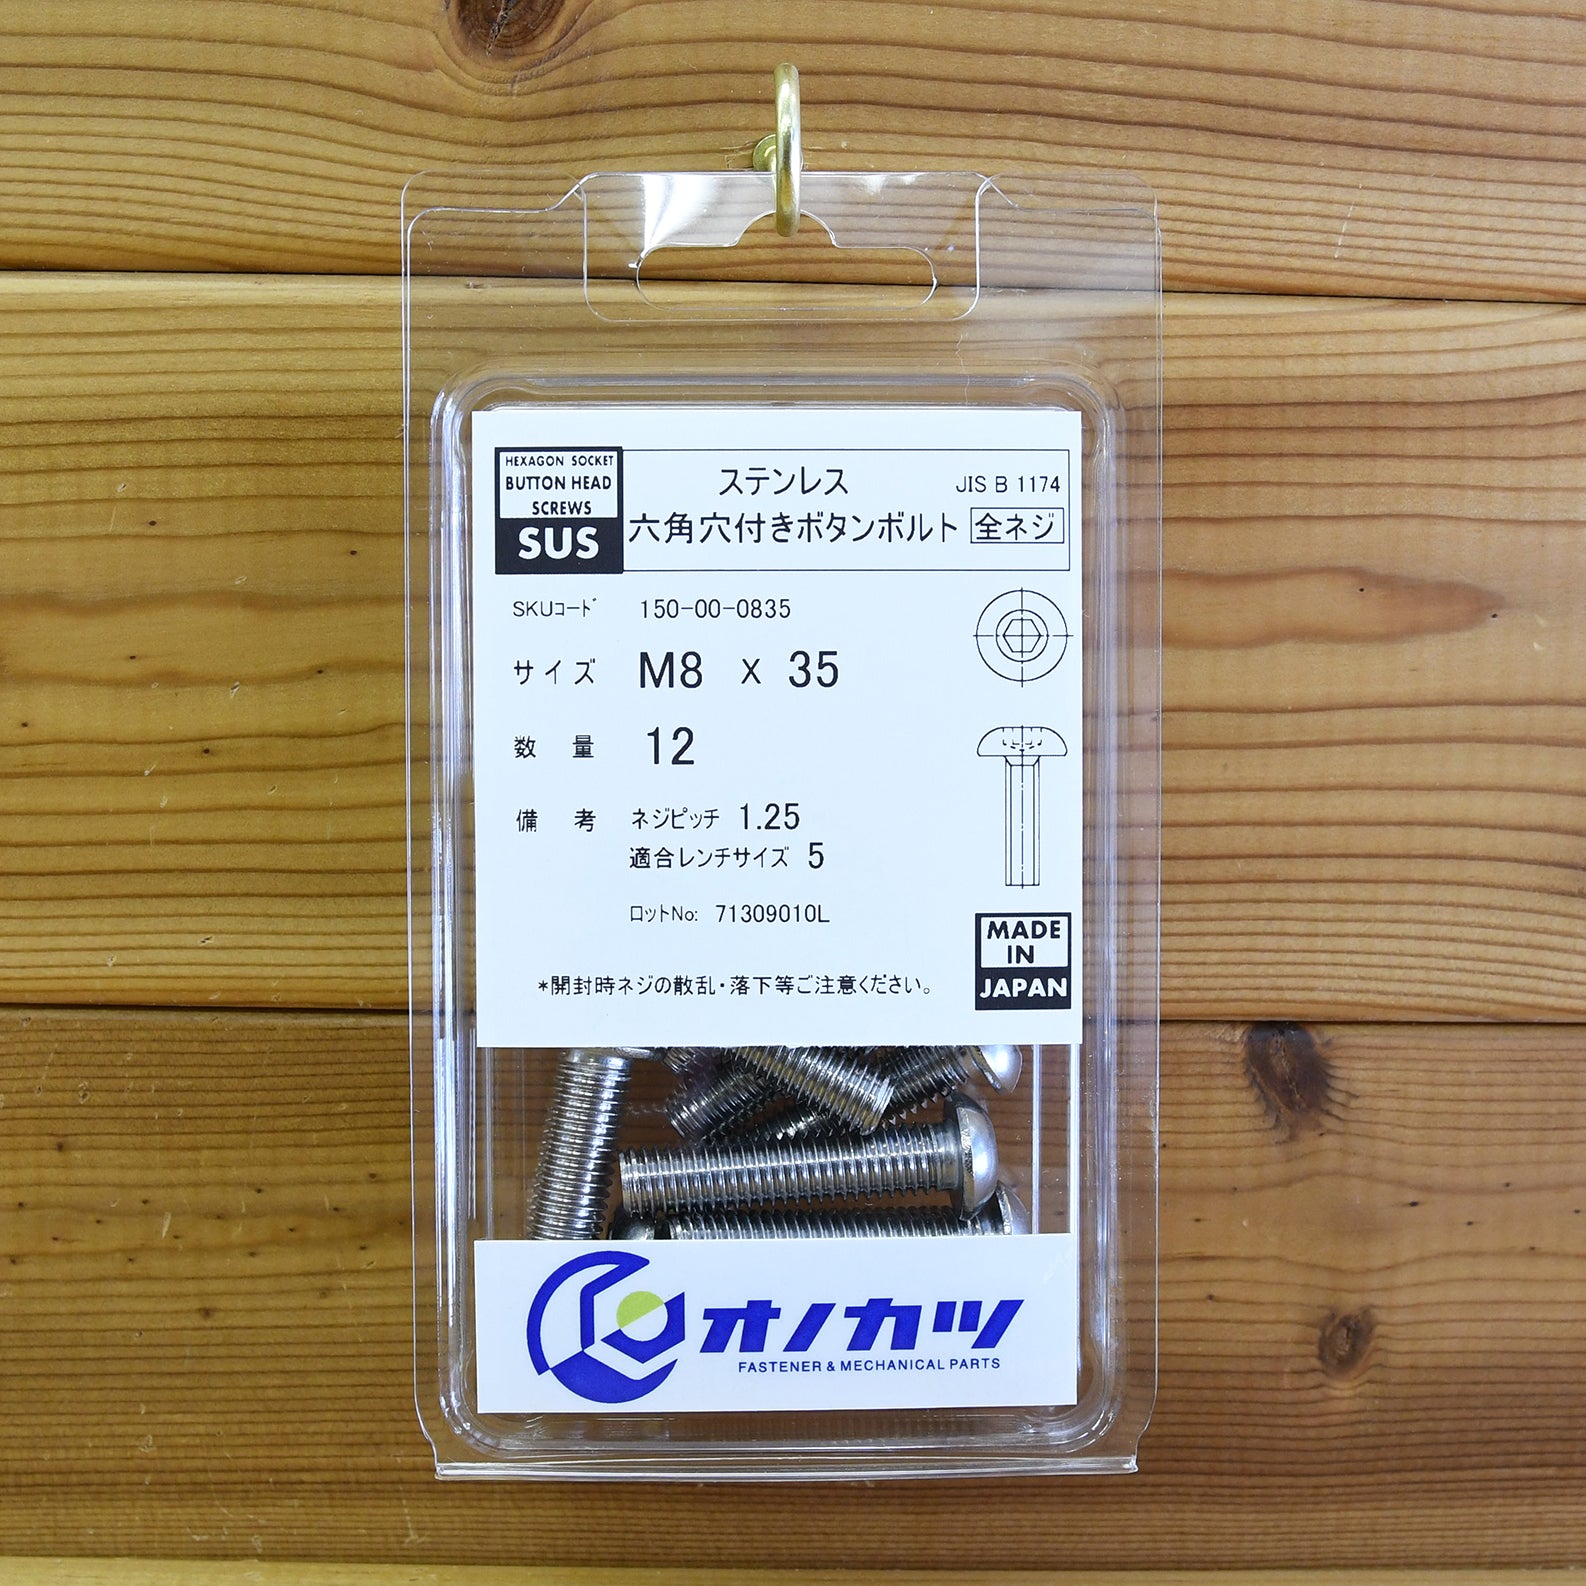 HEXAGON SOCKET
BUTTON HEAD
SCREWS
SUS
ステンレス JIS B 1174
六角穴付きボタンボルト 全ネジ
SKUコード 150-00-0835
サイズ M8 x 35
数量 12
備考 ネジピッチ 1.25
適合レンチサイズ 5
ロットNo: 71309010L
*開封時ネジの散乱・落下等ご注意ください。
MADE
IN
JAPAN
オノカツ
FASTENER & MECHANICAL PARTS